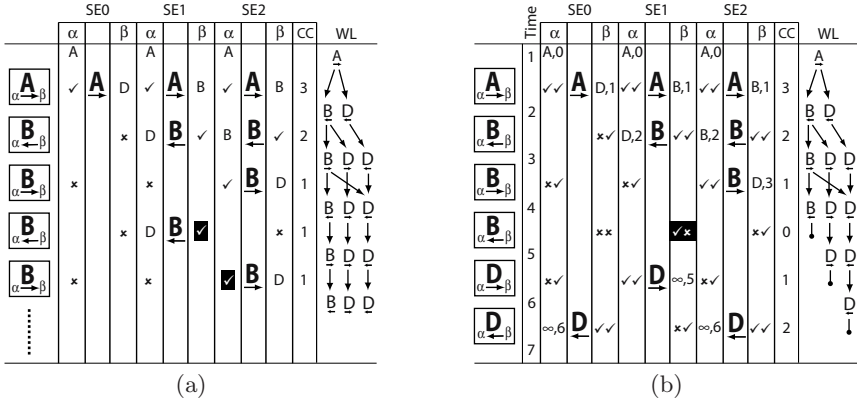 SE0 SE1 SE2
α β α β α β CC WL
A A A A
α A β ✓ A D ✓ A B ✓ A B 3
B D
α B β × D B ✓ B B ✓ 2
B D D
α B β × × ✓ B D 1
B D D
α B β × D B ✓ × 1
B D D
α B β × × ✓ B D 1
B D D
(a)
SE0 SE1 SE2
Time α β α β α β CC WL
1 A,0 A,0 A,0 A
α A β ✓✓ A D,1 ✓✓ A B,1 ✓✓ A B,1 3
2 B D
α B β ×✓ D,2 B ✓✓ B,2 B ✓✓ 2
3 B D D
α B β ×✓ ×✓ ✓✓ B D,3 1
4 B D D
α B β ×× ✓× ×✓ 0
5 D D
α D β ×✓ ✓✓ D ∞,5 ×✓ 1
6 D
α D β ∞,6 D ✓✓ ×✓ ∞,6 D ✓✓ 2
7
(b)